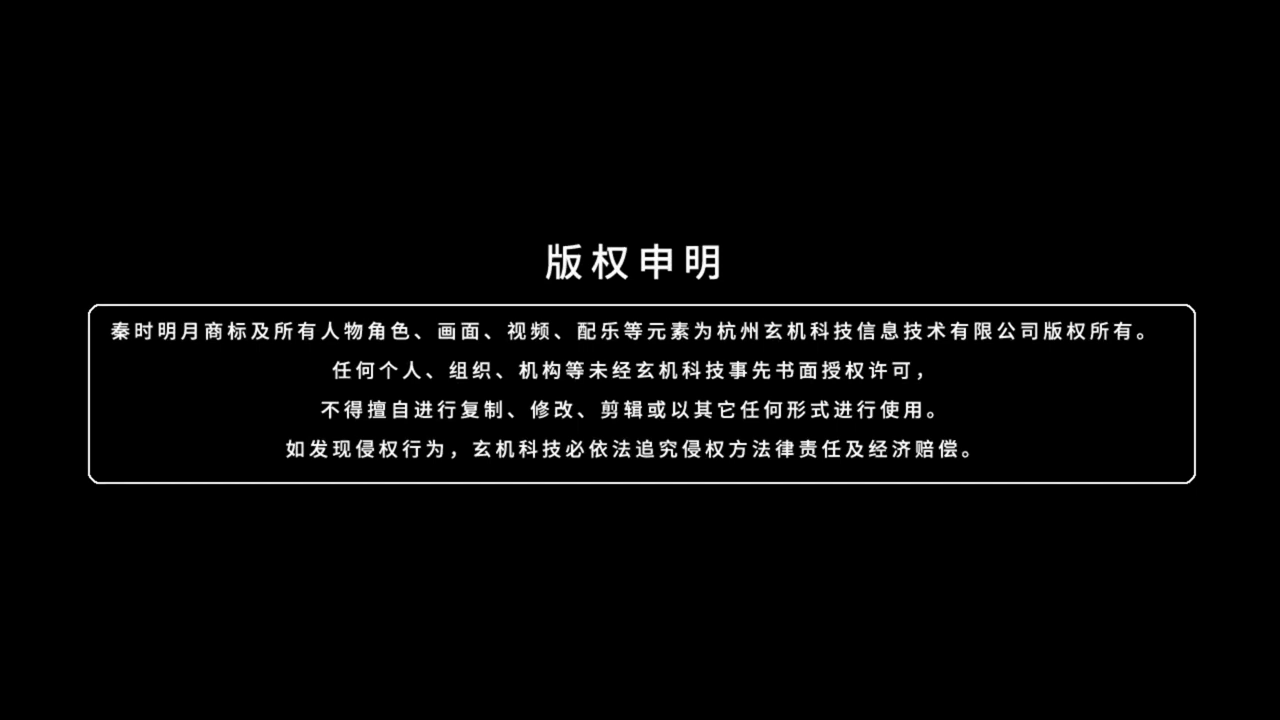 版权申明
秦时明月商标及所有人物角色、画面、视频、配乐等元素为杭州玄机科技信息技术有限公司版权所有。
任何个人、组织、机构等未经玄机科技事先书面授权许可，
不得擅自进行复制、修改、剪辑或以其它任何形式进行使用。
如发现侵权行为，玄机科技必依法追究侵权方法律责任及经济赔偿。